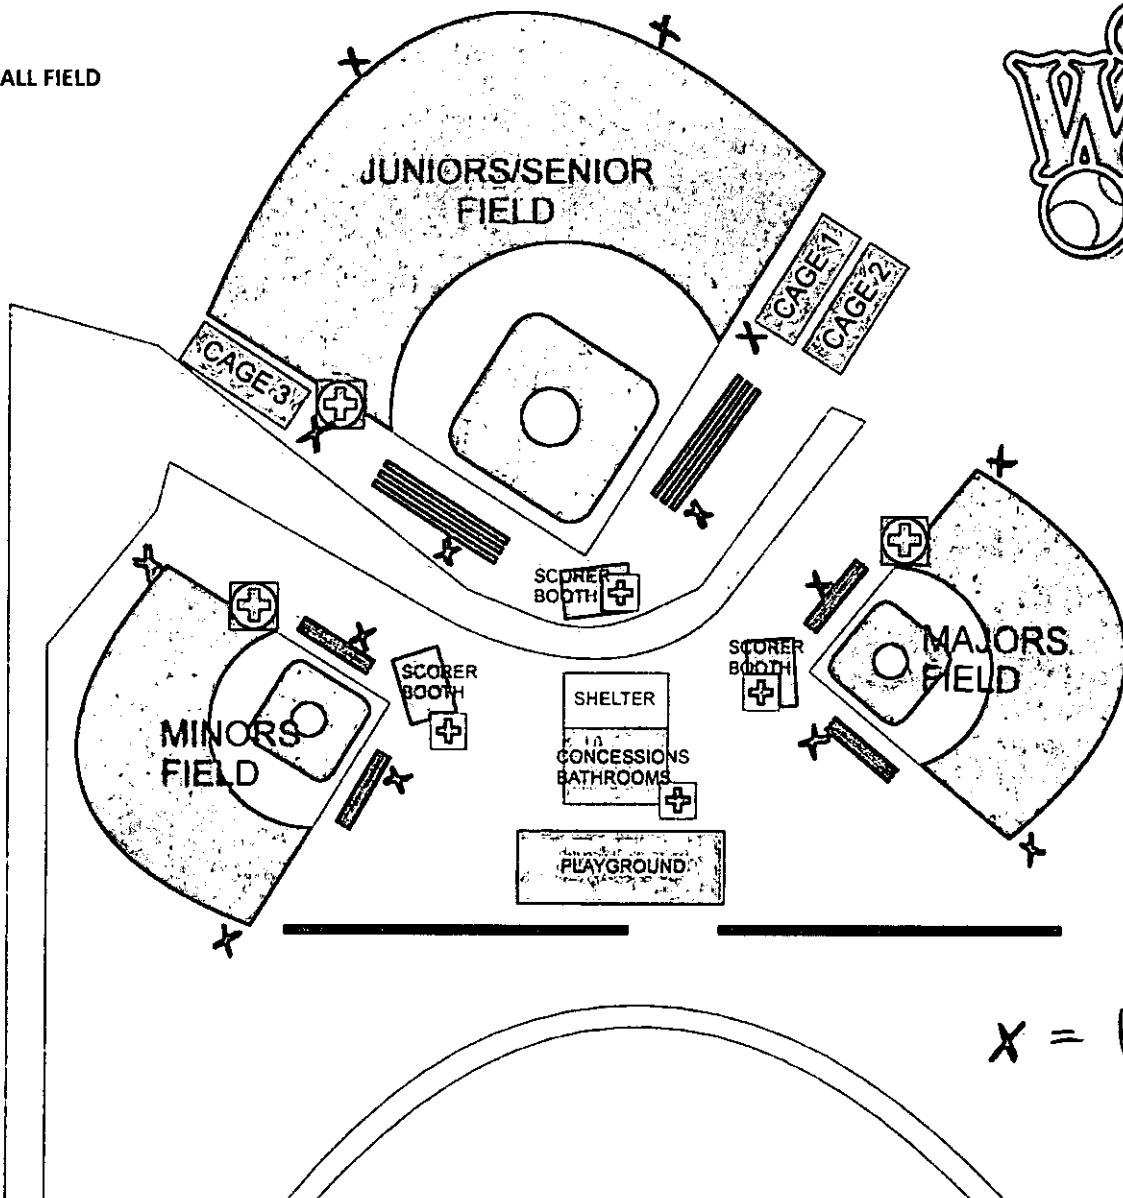 ALL FIELD
W
JUNIORS/SENIOR
FIELD
CAGE 1
CAGE 2
CAGE 3
SCORER
BOOTH
SCORER
BOOTH
SCORER
BOOTH
MAJORS
FIELD
MINORS
FIELD
SHELTER
CONCESSIONS
BATHROOMS
PLAYGROUND
X =